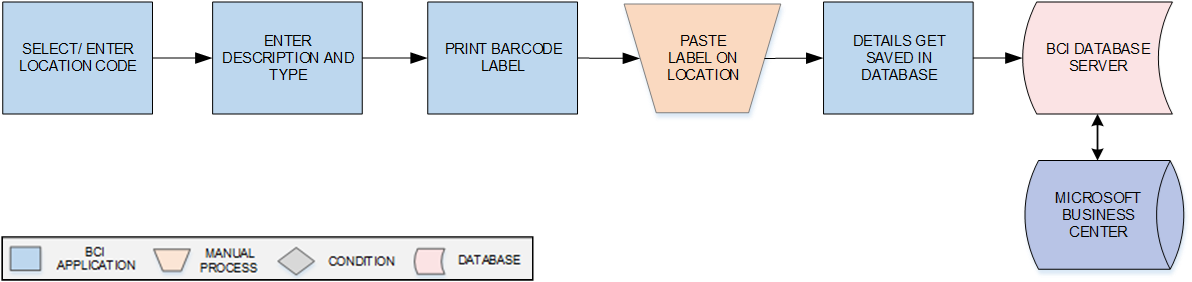 SELECT/ ENTER
LOCATION CODE
ENTER
DESCRIPTION AND
TYPE
PRINT BARCODE
LABEL
PASTE
LABEL ON
LOCATION
DETAILS GET
SAVED IN
DATABASE
BCI DATABASE
SERVER
MICROSOFT
BUSINESS
CENTER
BCI
APPLICATION
MANUAL
PROCESS
CONDITION
DATABASE